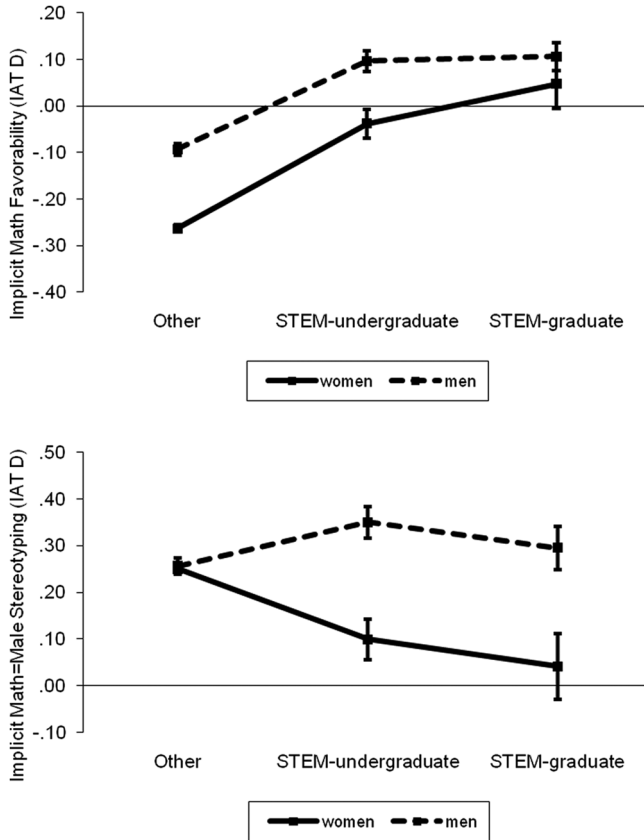 Implicit Math Favorability (IAT D)
.20
.10
.00
-.10
-.20
-.30
-.40
Other STEM-undergraduate STEM-graduate
women men
Implicit Math=Male Stereotyping (IAT D)
.50
.40
.30
.20
.10
.00
-.10
Other STEM-undergraduate STEM-graduate
women men